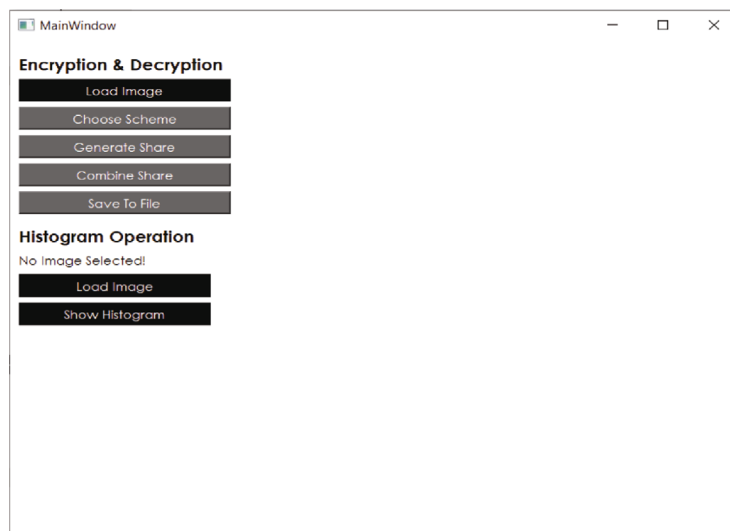 MainWindow
Encryption & Decryption
Load Image
Choose Scheme
Generate Share
Combine Share
Save To File
Histogram Operation
No Image Selected!
Load Image
Show Histogram